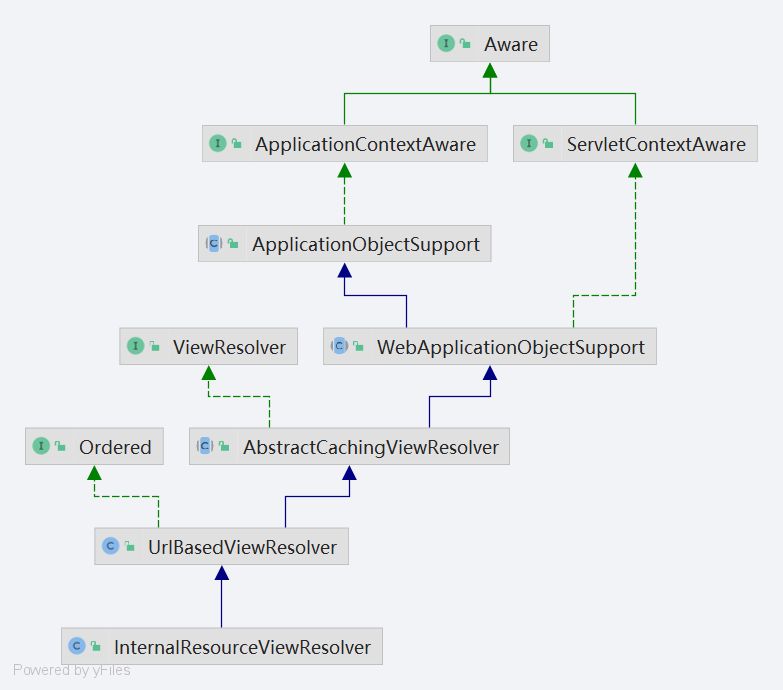 Aware
ApplicationContextAware
ServletContextAware
ApplicationObjectSupport
ViewResolver
WebApplicationObjectSupport
Ordered
AbstractCachingViewResolver
UrlBasedViewResolver
InternalResourceViewResolver
Powered by yFiles